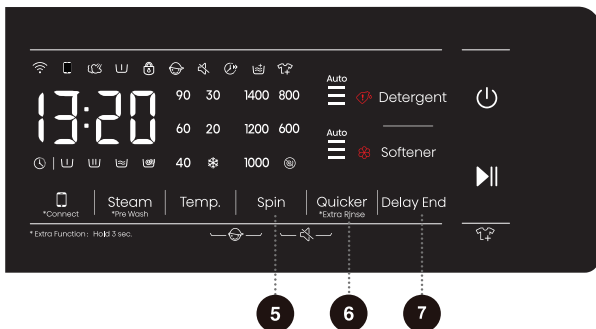 Auto
13:20
90 30 1400 800
Detergent
60 20 1200 600
Auto
Softener
40 1000
Steam Temp. Spin Quicker Delay End
*Connect *Pre Wash *Extra Rinse
* Extra Function: Hold 3 sec.
5 6 7